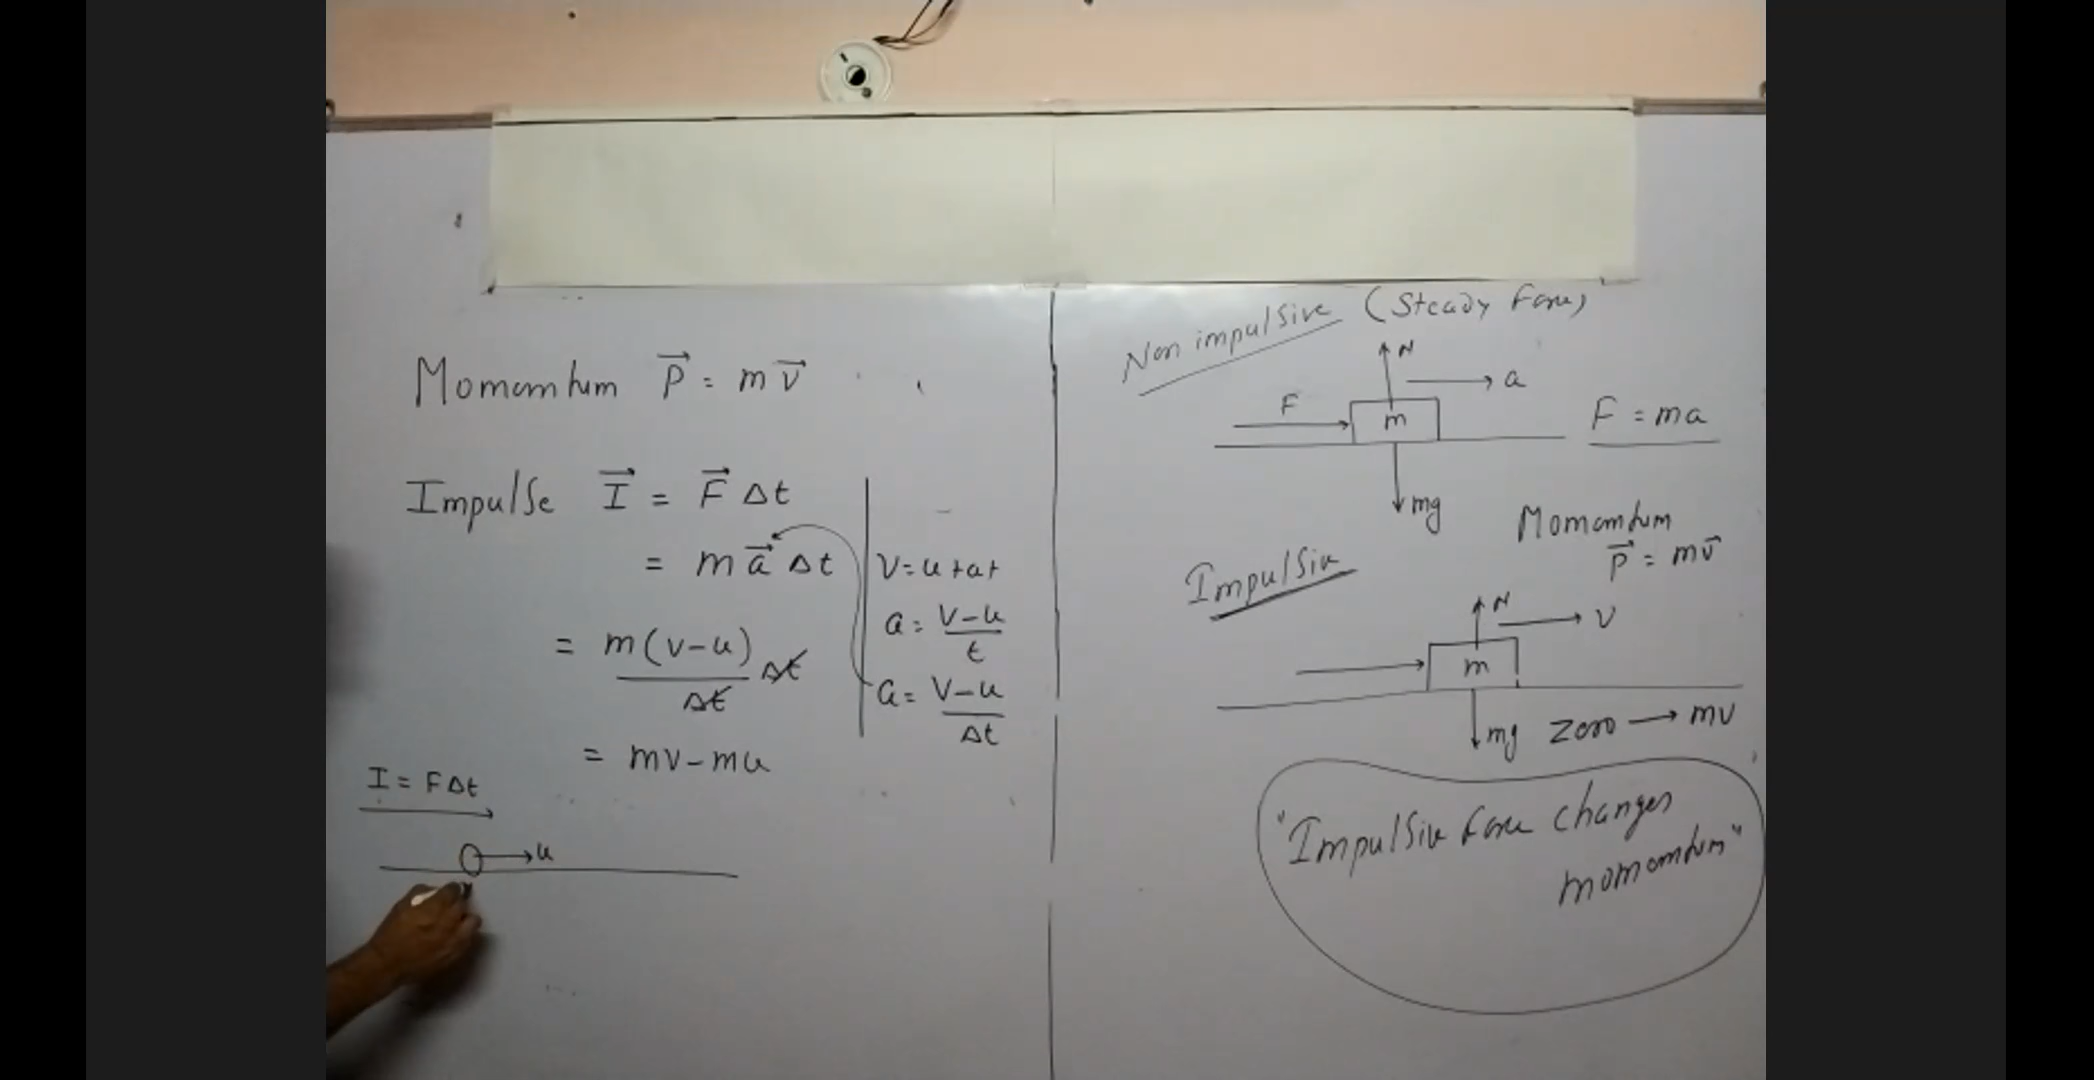 Momentum P⃗ = m v⃗
Impulse I⃗ = F⃗ Δt
= m a⃗ Δt
= m(v-u)/Δt Δt
= mv-mu
v=u+at
a = v-u/t
a = v-u/Δt
I = FΔt
u
Non impulsive (Steady Force)
N
a
F
m
F = ma
mg
Momentum
P⃗ = mv⃗
Impulsive
N
v
m
mg
Zero → mv
"Impulsive force changes
momentum"